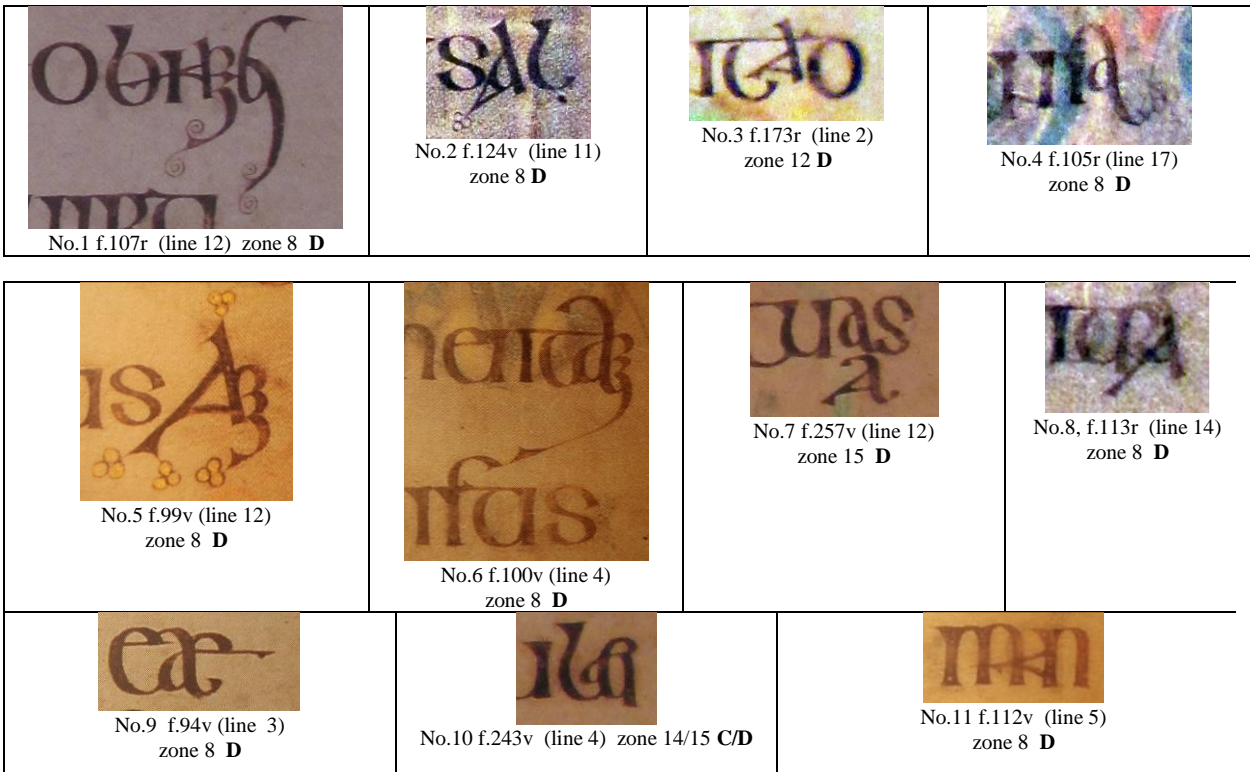 No.1 f.107r (line 12) zone 8 D
sal
No.2 f.124v (line 11)
zone 8 D
No.3 f.173r (line 2)
zone 12 D
No.4 f.105r (line 17)
zone 8 D
No.5 f.99v (line 12)
zone 8 D
No.6 f.100v (line 4)
zone 8 D
uas
a
No.7 f.257v (line 12)
zone 15 D
No.8, f.113r (line 14)
zone 8 D
eae
No.9 f.94v (line 3)
zone 8 D
No.10 f.243v (line 4) zone 14/15 C/D
man
No.11 f.112v (line 5)
zone 8 D